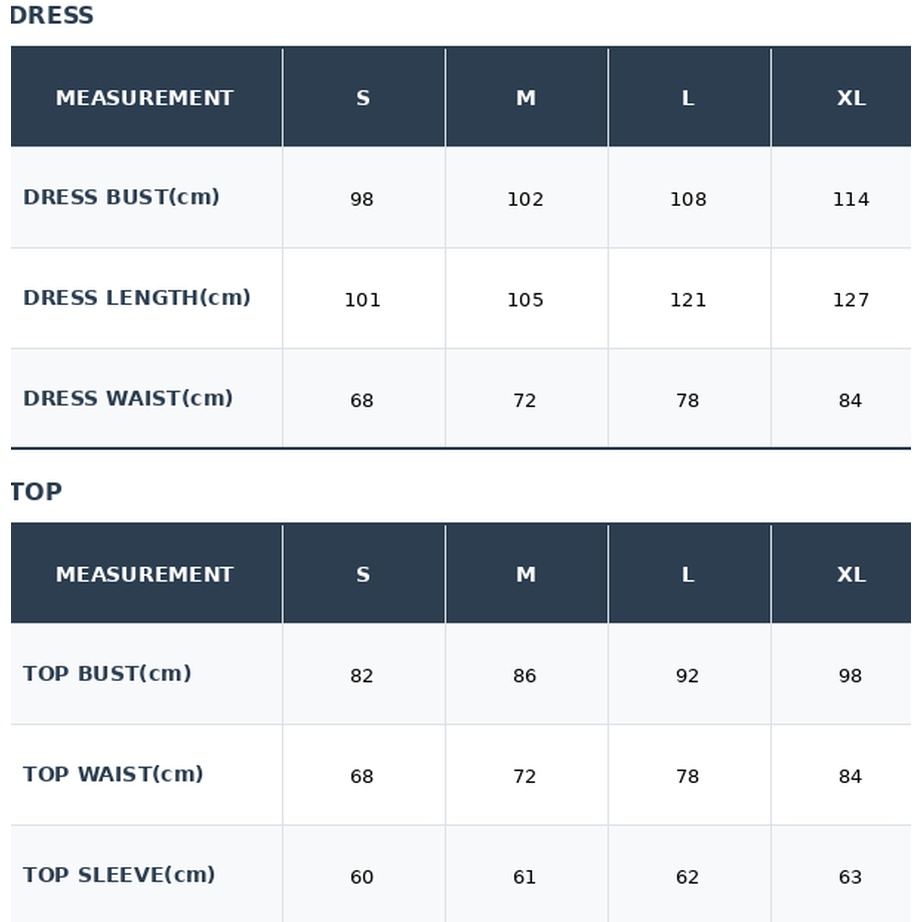 DRESS
MEASUREMENT S M L XL
DRESS BUST(cm) 98 102 108 114
DRESS LENGTH(cm) 101 105 121 127
DRESS WAIST(cm) 68 72 78 84
TOP
MEASUREMENT S M L XL
TOP BUST(cm) 82 86 92 98
TOP WAIST(cm) 68 72 78 84
TOP SLEEVE(cm) 60 61 62 63